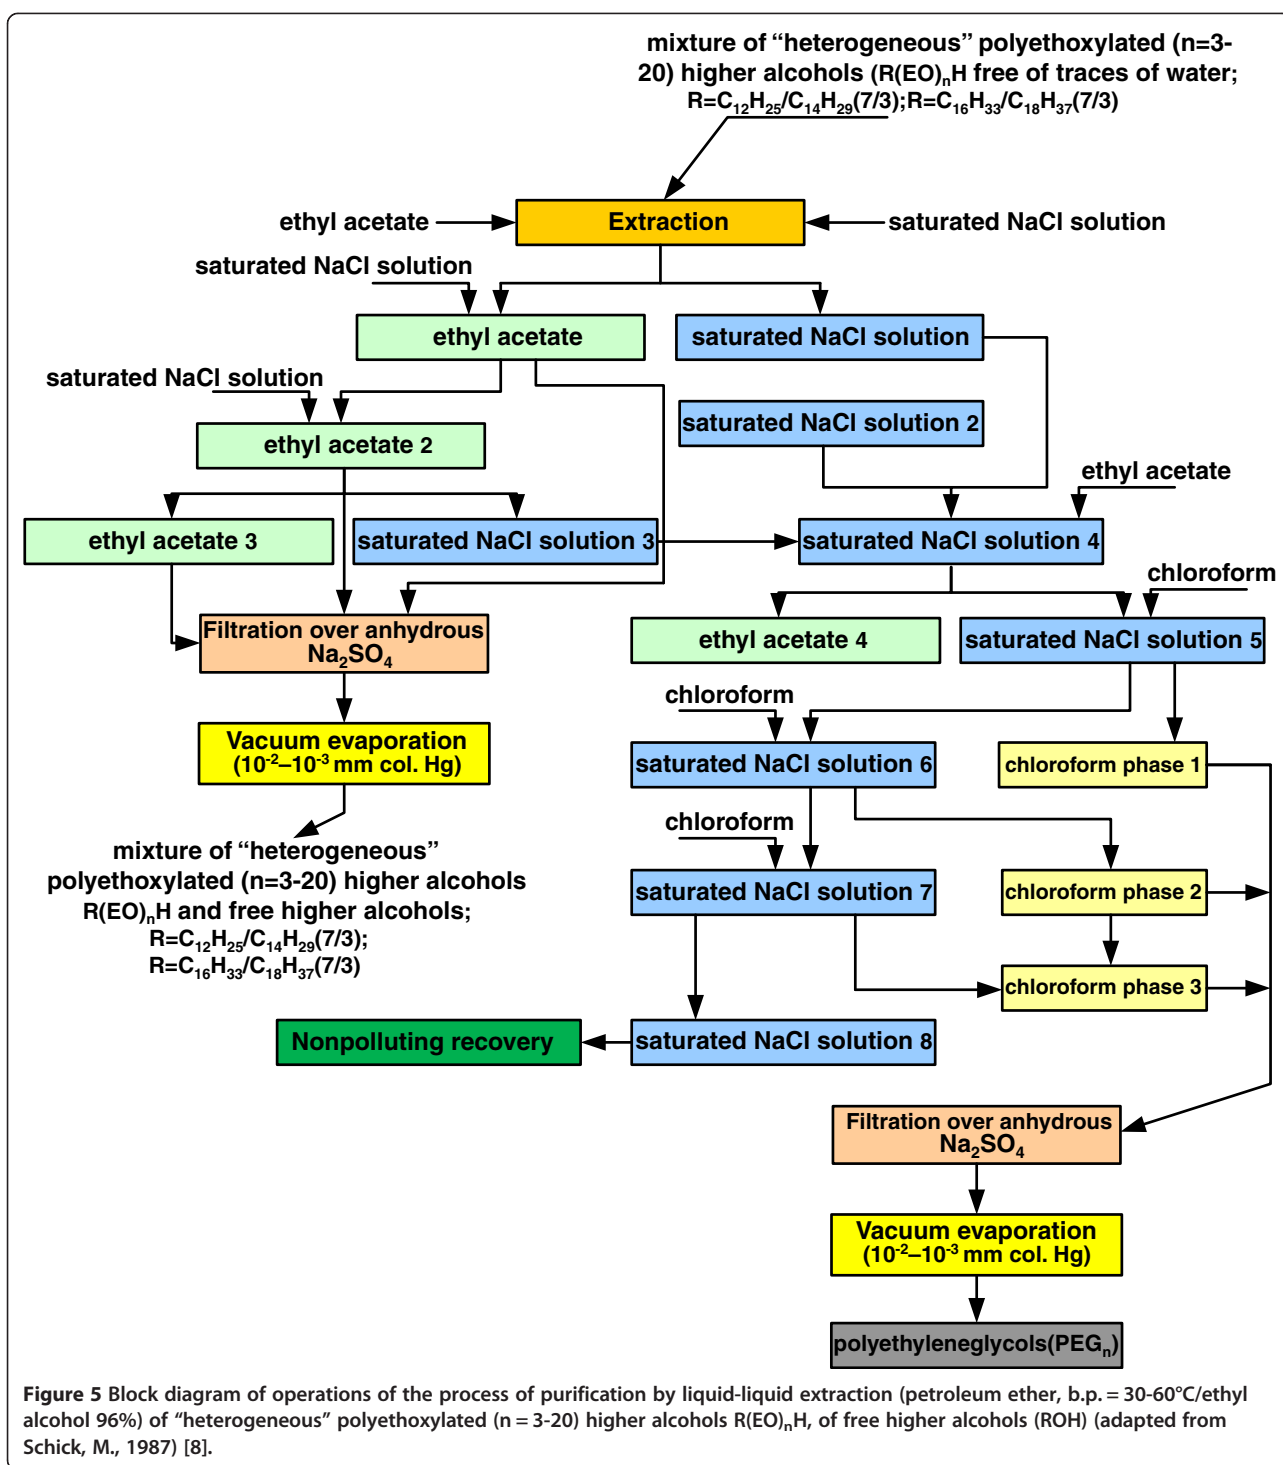 mixture of “heterogeneous” polyethoxylated (n=3-
20) higher alcohols (R(EO)nH free of traces of water;
R=C12H25/C14H29(7/3);R=C16H33/C18H37(7/3)
ethyl acetate
Extraction
saturated NaCl solution
saturated NaCl solution
ethyl acetate
saturated NaCl solution
saturated NaCl solution
saturated NaCl solution 2
ethyl acetate 2
ethyl acetate
ethyl acetate 3
saturated NaCl solution 3
saturated NaCl solution 4
chloroform
Filtration over anhydrous
Na2SO4
ethyl acetate 4
saturated NaCl solution 5
chloroform
Vacuum evaporation
(10-2–10-3 mm col. Hg)
saturated NaCl solution 6
chloroform phase 1
chloroform
mixture of “heterogeneous”
polyethoxylated (n=3-20) higher alcohols
R(EO)nH and free higher alcohols;
R=C12H25/C14H29(7/3);
R=C16H33/C18H37(7/3)
saturated NaCl solution 7
chloroform phase 2
chloroform phase 3
Nonpolluting recovery
saturated NaCl solution 8
Filtration over anhydrous
Na2SO4
Vacuum evaporation
(10-2–10-3 mm col. Hg)
polyethyleneglycols(PEGn)
Figure 5 Block diagram of operations of the process of purification by liquid-liquid extraction (petroleum ether, b.p. = 30-60°C/ethyl
alcohol 96%) of “heterogeneous” polyethoxylated (n = 3-20) higher alcohols R(EO)nH, of free higher alcohols (ROH) (adapted from
Schick, M., 1987) [8].